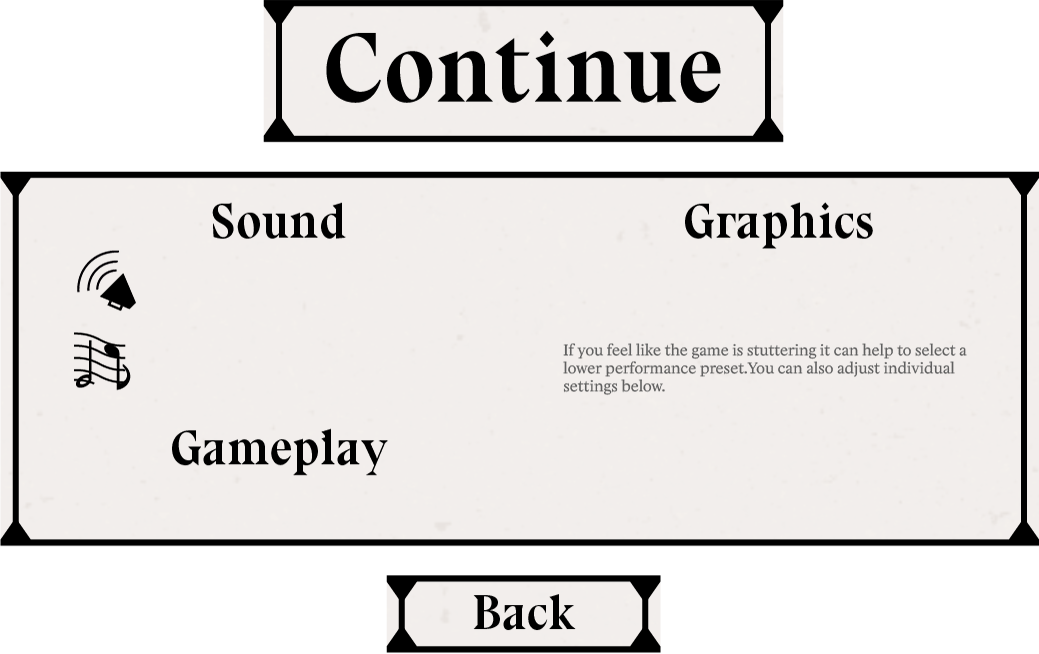 Continue
Sound
Graphics
If you feel like the game is stuttering it can help to select a
lower performance preset.You can also adjust individual
settings below.
Gameplay
Back